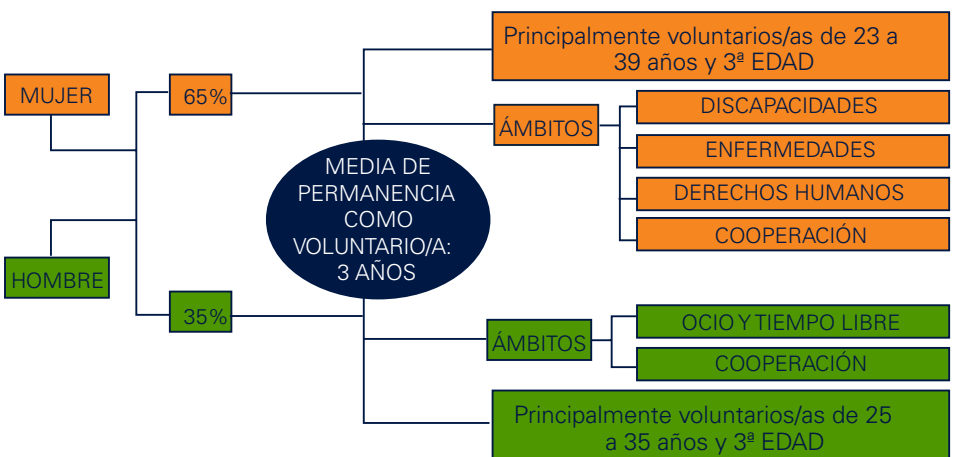 Principalmente voluntarios/as de 23 a
39 años y 3ª EDAD
MUJER
65%
ÁMBITOS
DISCAPACIDADES
ENFERMEDADES
DERECHOS HUMANOS
COOPERACIÓN
MEDIA DE
PERMANENCIA
COMO
VOLUNTARIO/A:
3 AÑOS
HOMBRE
35%
ÁMBITOS
OCIO Y TIEMPO LIBRE
COOPERACIÓN
Principalmente voluntarios/as de 25
a 35 años y 3ª EDAD